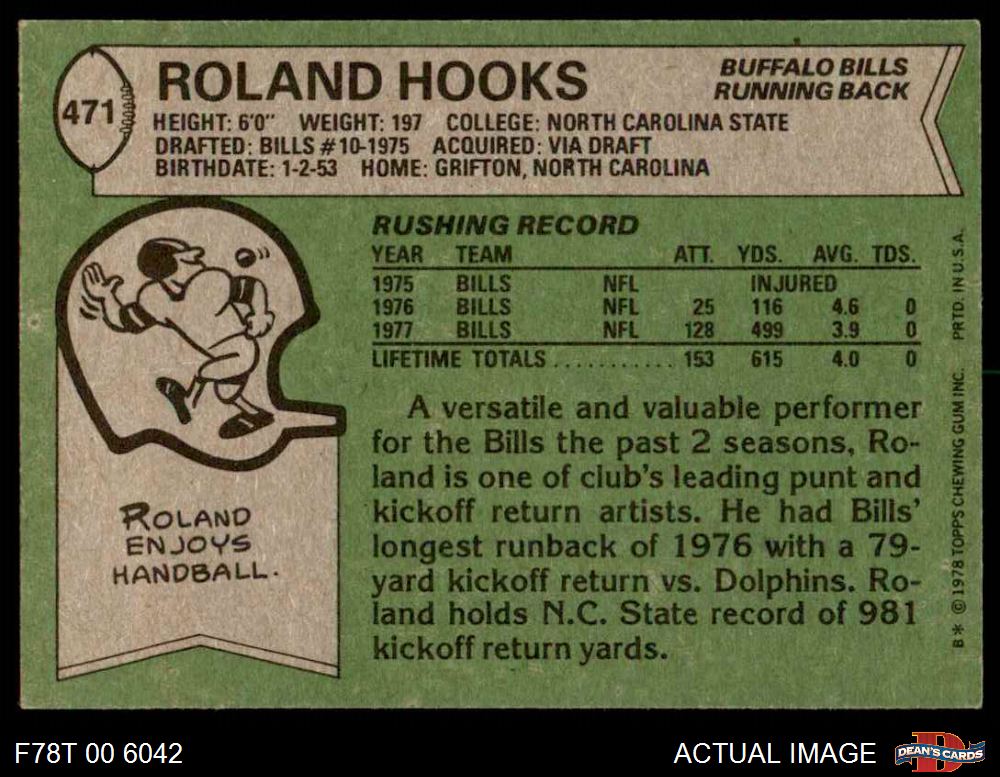 471
ROLAND HOOKS
BUFFALO BILLS
RUNNING BACK
HEIGHT: 6'0" WEIGHT: 197 COLLEGE: NORTH CAROLINA STATE
DRAFTED: BILLS #10-1975 ACQUIRED: VIA DRAFT
BIRTHDATE: 1-2-53 HOME: GRIFTON, NORTH CAROLINA
RUSHING RECORD
YEAR TEAM ATT. YDS. AVG. TDS.
1975 BILLS NFL INJURED
1976 BILLS NFL 25 116 4.6 0
1977 BILLS NFL 128 499 3.9 0
LIFETIME TOTALS ............ 153 615 4.0 0
A versatile and valuable performer
for the Bills the past 2 seasons, Ro-
land is one of club's leading punt and
kickoff return artists. He had Bills'
longest runback of 1976 with a 79-
yard kickoff return vs. Dolphins. Ro-
land holds N.C. State record of 981
kickoff return yards.
ROLAND
ENJOYS
HANDBALL.
B* © 1978 TOPPS CHEWING GUM INC. PRTD. IN U.S.A.
F78T 00 6042
ACTUAL IMAGE
D
DEAN'S CARDS